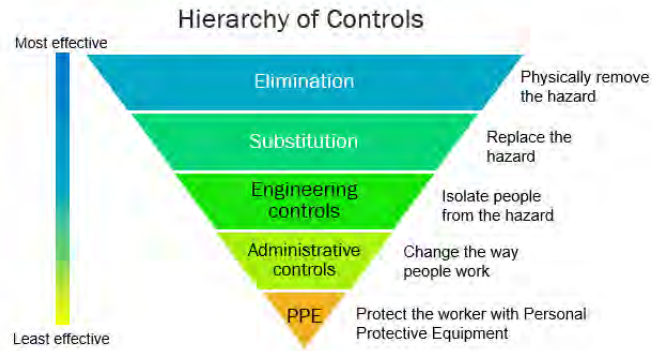 Hierarchy of Controls
Most effective
Elimination
Physically remove
the hazard
Substitution
Replace the
hazard
Engineering
controls
Isolate people
from the hazard
Administrative
controls
Change the way
people work
PPE
Protect the worker with Personal
Protective Equipment
Least effective